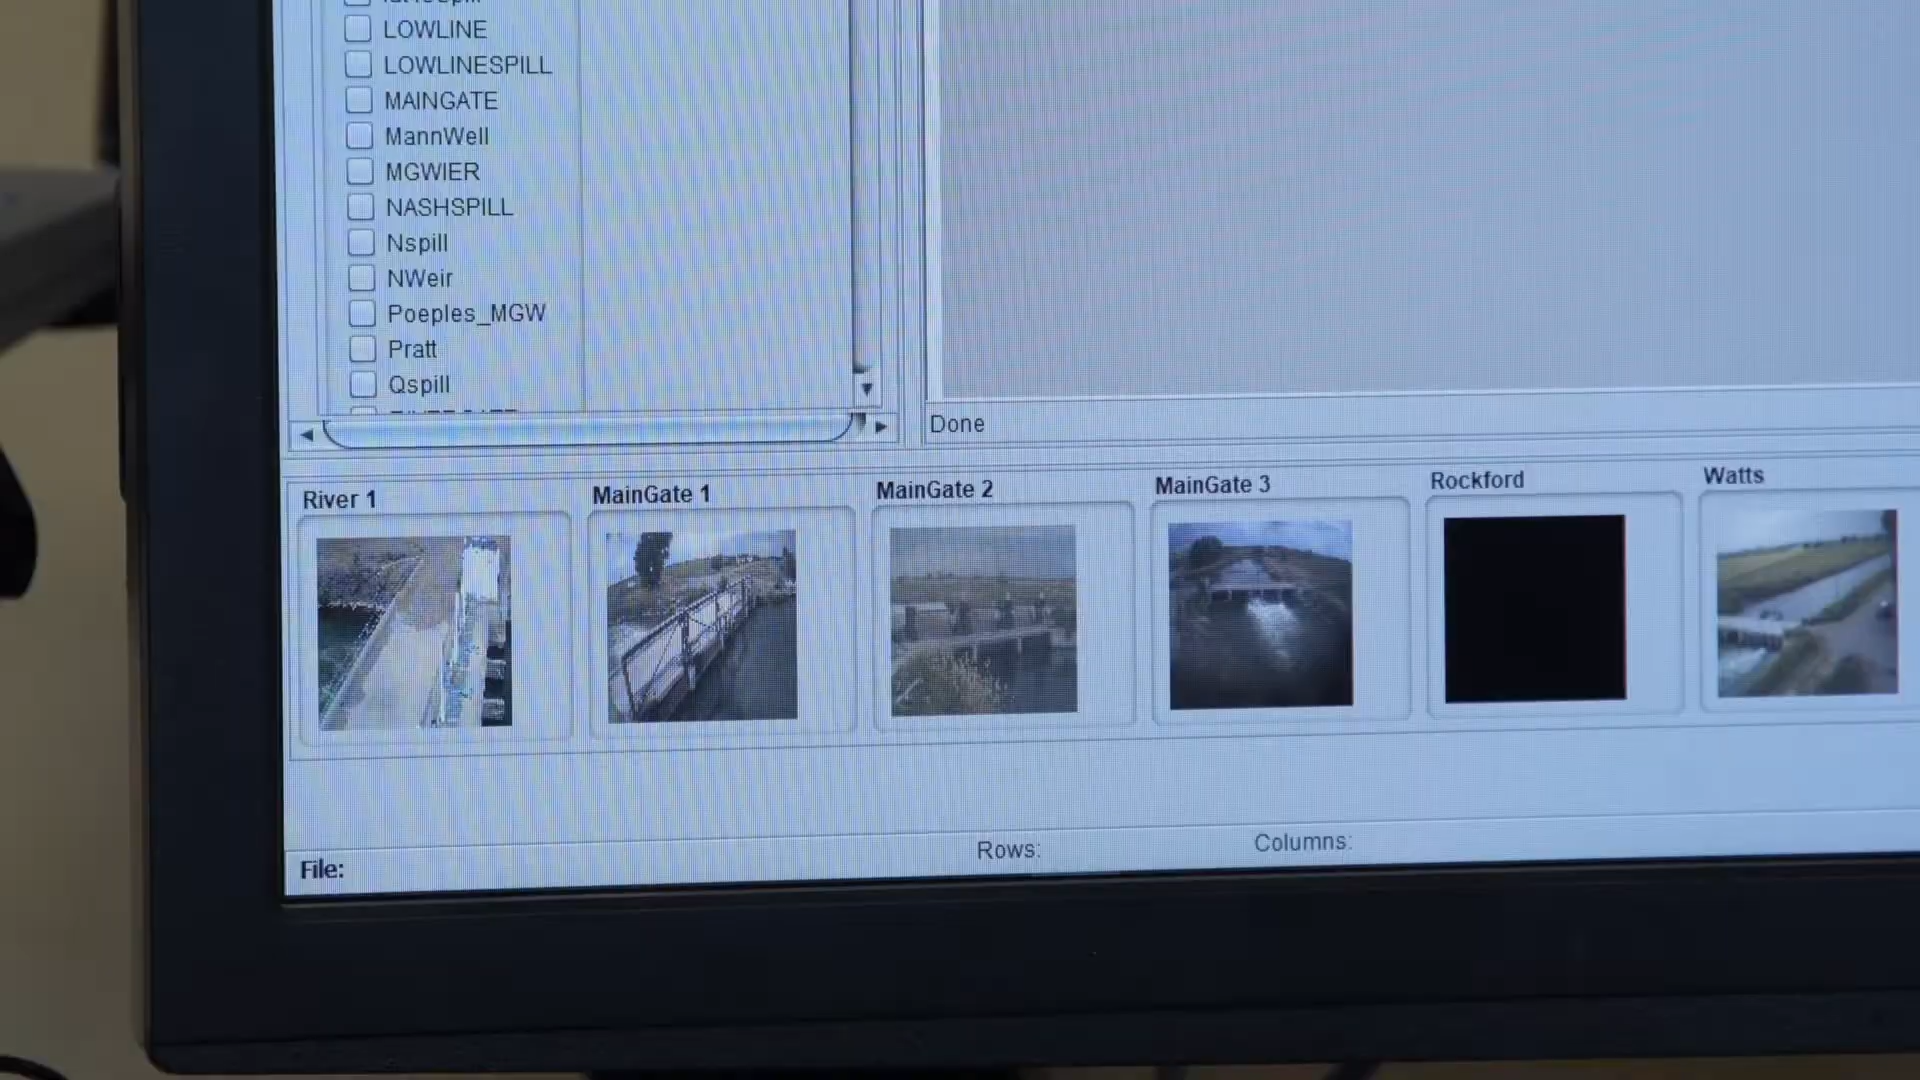 LOWLINE
LOWLINESPILL
MAINGATE
MannWell
MGWIER
NASHSPILL
Nspill
NWeir
Poeples_MGW
Pratt
Qspill
Done
River 1
MainGate 1
MainGate 2
MainGate 3
Rockford
Watts
File:
Rows:
Columns: